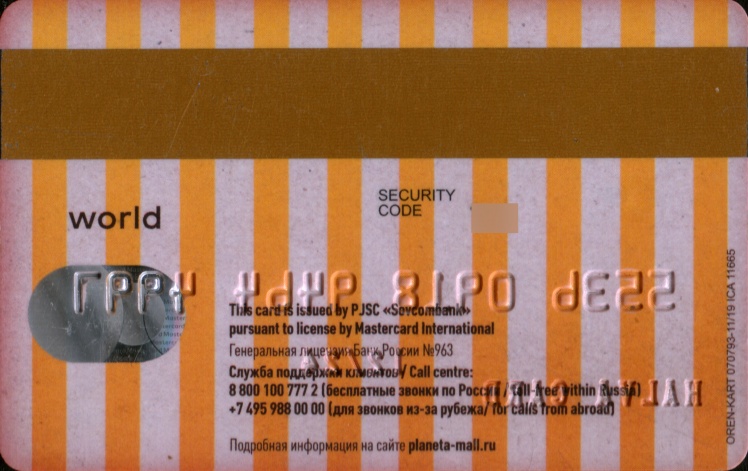 SECURITY
CODE
world
This card is issued by PJSC «Sovcombank»
pursuant to license by Mastercard International
Генеральная лицензия Банк России №963
Служба поддержки клиентов / Call centre:
8 800 100 777 2 (бесплатные звонки по России / toll-free within Russia)
+7 495 988 00 00 (для звонков из-за рубежа/ for calls from abroad)
HALVA CARD
Подробная информация на сайте planeta-mall.ru
OREN-KART 070793-11/19 ICA 11665